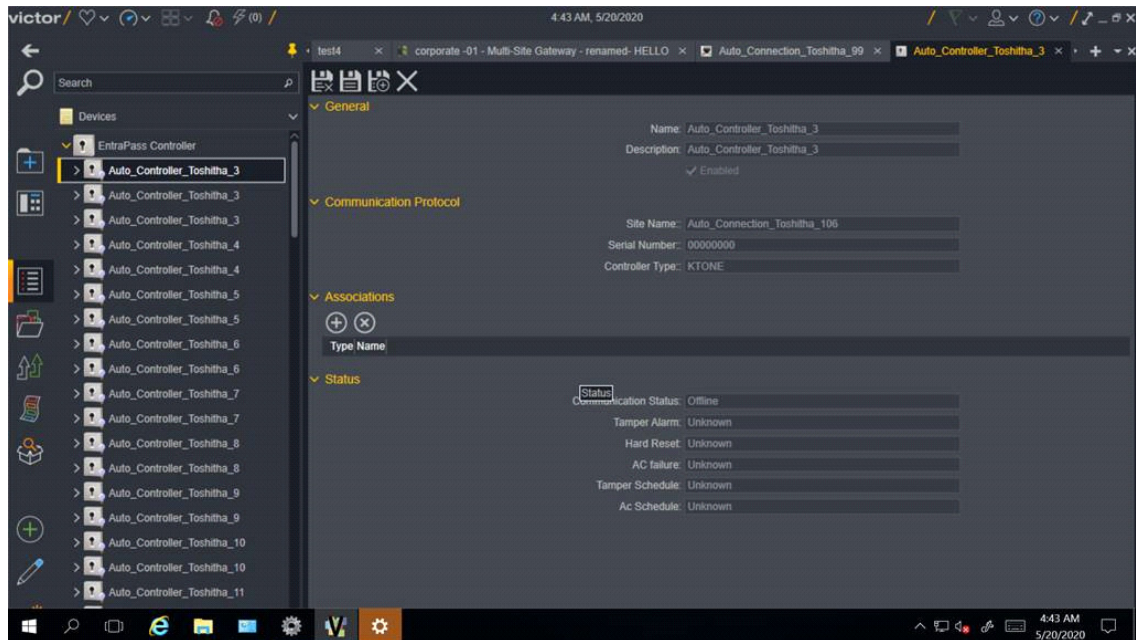 victor
(0)
4:43 AM, 5/20/2020
test4
corporate -01 - Multi-Site Gateway - renamed- HELLO
Auto_Connection_Toshitha_99
Auto_Controller_Toshitha_3
Search
Devices
EntraPass Controller
Auto_Controller_Toshitha_3
Auto_Controller_Toshitha_3
Auto_Controller_Toshitha_3
Auto_Controller_Toshitha_4
Auto_Controller_Toshitha_4
Auto_Controller_Toshitha_5
Auto_Controller_Toshitha_5
Auto_Controller_Toshitha_6
Auto_Controller_Toshitha_6
Auto_Controller_Toshitha_7
Auto_Controller_Toshitha_7
Auto_Controller_Toshitha_8
Auto_Controller_Toshitha_8
Auto_Controller_Toshitha_9
Auto_Controller_Toshitha_9
Auto_Controller_Toshitha_10
Auto_Controller_Toshitha_10
Auto_Controller_Toshitha_11
General
Name: Auto_Controller_Toshitha_3
Description: Auto_Controller_Toshitha_3
Enabled
Communication Protocol
Site Name:: Auto_Connection_Toshitha_106
Serial Number:: 00000000
Controller Type:: KTONE
Associations
Type Name
Status
Status
Communication Status: Offline
Tamper Alarm: Unknown
Hard Reset: Unknown
AC failure: Unknown
Tamper Schedule: Unknown
Ac Schedule: Unknown
4:43 AM
5/20/2020